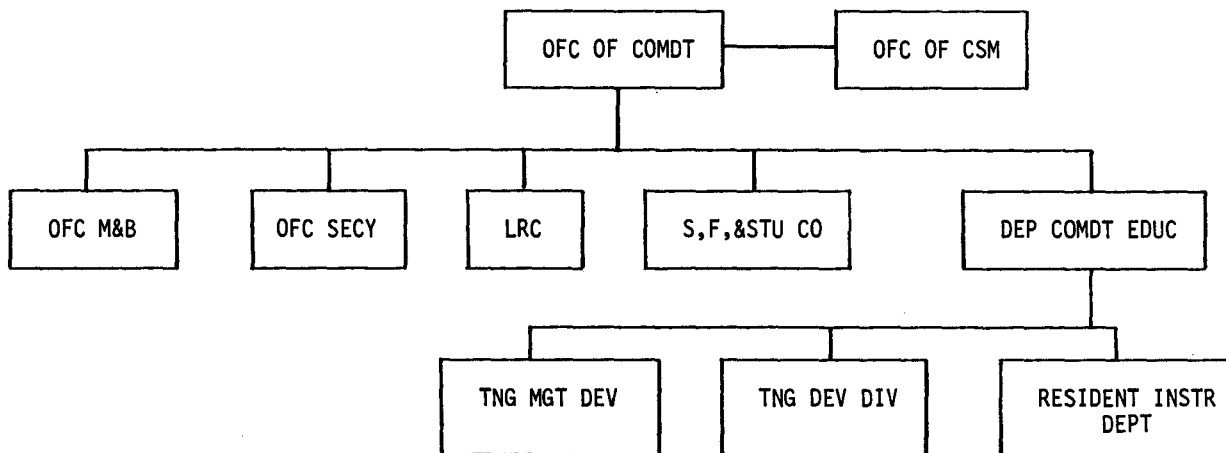 OFC OF COMDT
OFC OF CSM
OFC M&B
OFC SECY
LRC
S,F,&STU CO
DEP COMDT EDUC
TNG MGT DEV
TNG DEV DIV
RESIDENT INSTR
DEPT